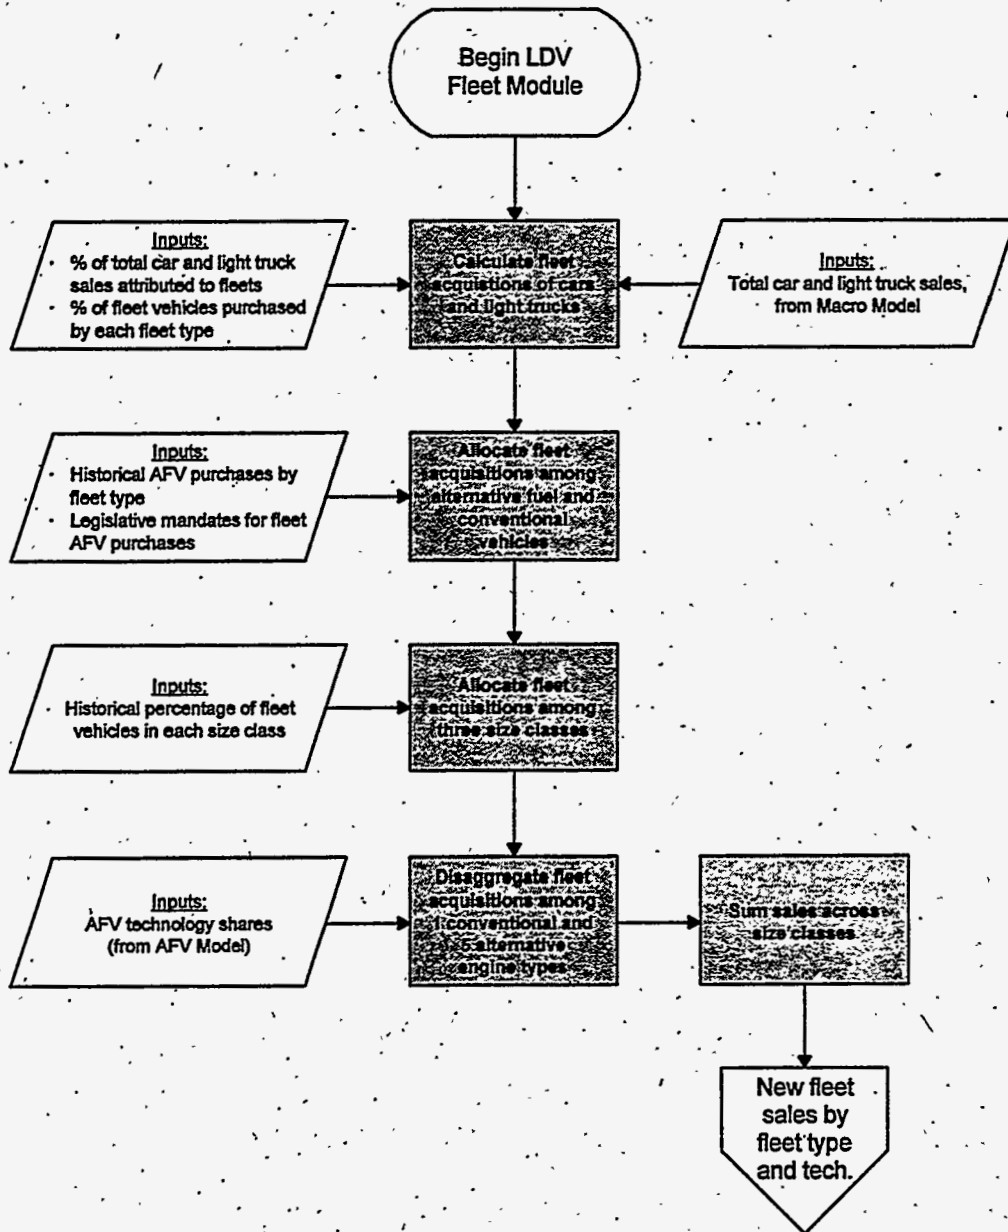 Begin LDV
Fleet Module
Inputs:
· % of total car and light truck
sales attributed to fleets
· % of fleet vehicles purchased
by each fleet type
Calculate fleet
acquistions of cars
and light trucks
Inputs:
Total car and light truck sales,
from Macro Model
Inputs:
· Historical AFV purchases by
fleet type
· Legislative mandates for fleet
AFV purchases
Allocate fleet
acquisitions among
alternative fuel and
conventional
vehicles
Inputs:
Historical percentage of fleet
vehicles in each size class
Allocate fleet
acquisitions among
three size classes
Inputs:
AFV technology shares
(from AFV Model)
Disaggregate fleet
acquisitions among
1 conventional and
5 alternative
engine types
Sum sales across
size classes
New fleet
sales by
fleet type
and tech.